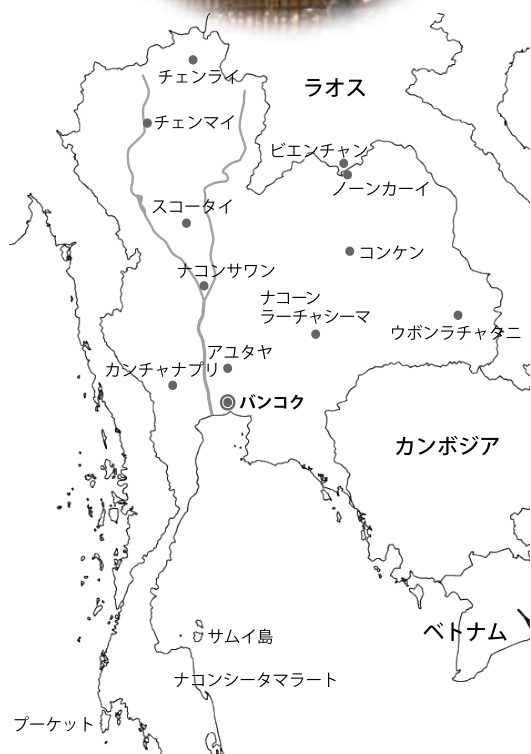 チェンライ
ラオス
チェンマイ
ビエンチャン
ノーンカーイ
スコータイ
コンケン
ナコンサワン
ナコーン
ラーチャシーマ
ウボンラチャタニ
アユタヤ
カンチャナブリ
バンコク
カンボジア
ベトナム
サムイ島
ナコンシータマラート
プーケット